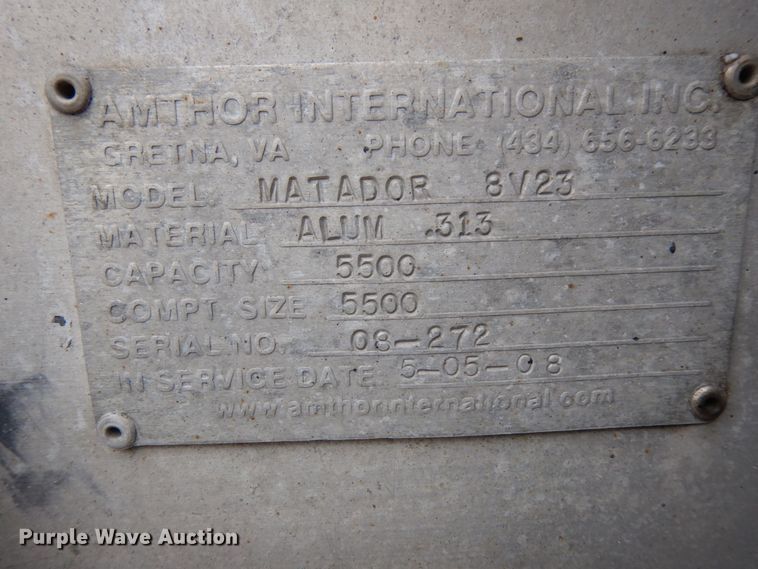 AMTHOR INTERNATIONAL INC.
GRETNA, VA PHONE (434) 656-6233
MODEL MATADOR 8V23
MATERIAL ALUM .313
CAPACITY 5500
COMPT. SIZE 5500
SERIAL NO. 08-272
IN SERVICE DATE 5-05-08
www.amthorinternational.com
Purple Wave Auction